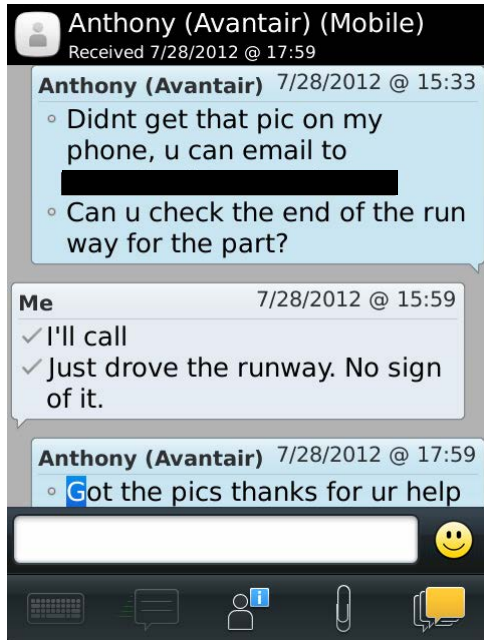 Anthony (Avantair) (Mobile)
Received 7/28/2012 @ 17:59
Anthony (Avantair) 7/28/2012 @ 15:33
Didnt get that pic on my
phone, u can email to
Can u check the end of the run
way for the part?
Me 7/28/2012 @ 15:59
I'll call
Just drove the runway. No sign
of it.
Anthony (Avantair) 7/28/2012 @ 17:59
Got the pics thanks for ur help